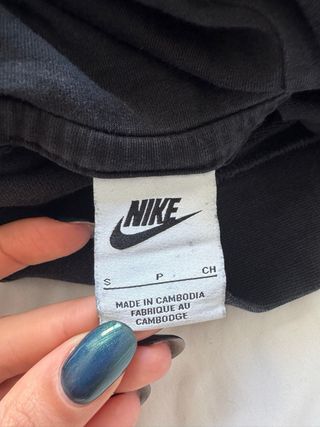 NIKE
S P CH
MADE IN CAMBODIA
FABRIQUE AU
CAMBODGE